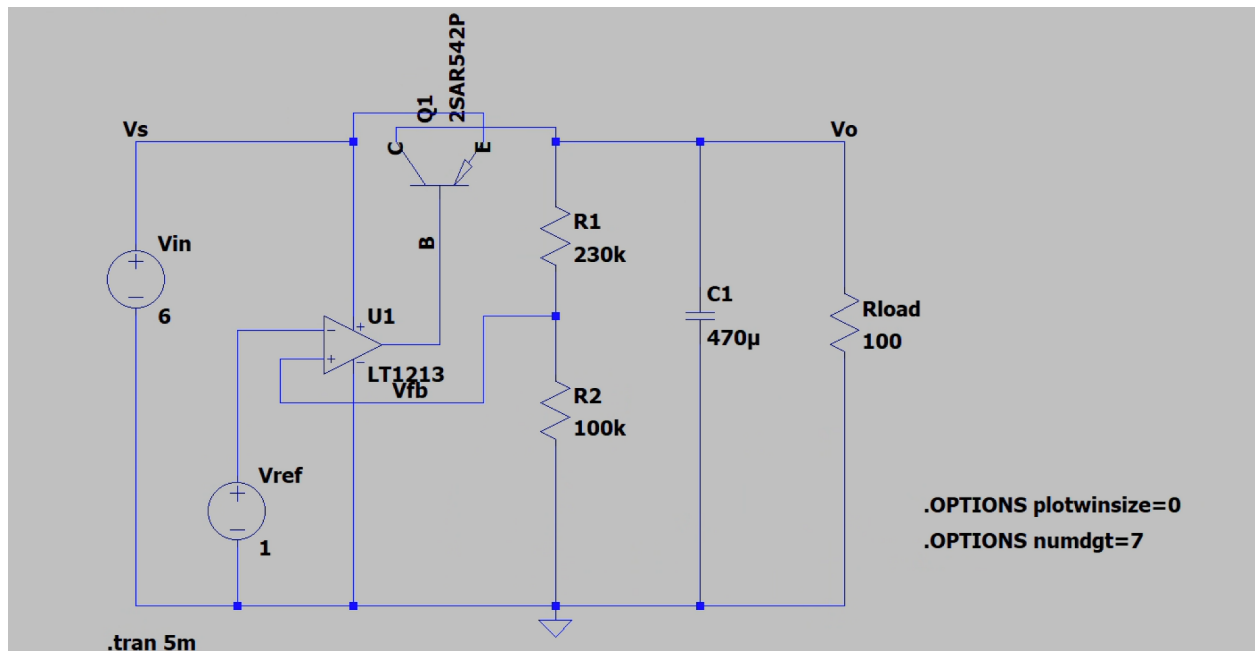 2SAR542P
Q1
Vs
C
E
Vo
B
Vin
+
−
6
R1
230k
U1
−
+
+
−
LT1213
Vfb
C1
470µ
Rload
100
R2
100k
Vref
+
−
1
.OPTIONS plotwinsize=0
.OPTIONS numdgt=7
.tran 5m